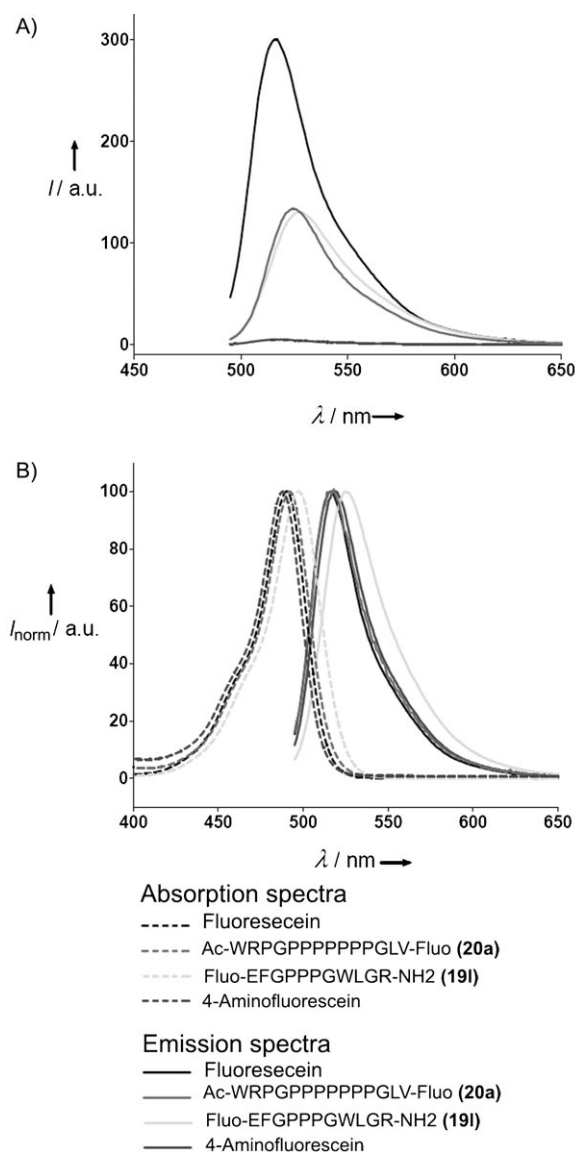 A)
300
200
100
0
I // a.u.
450 500 550 600 650
λ / nm
B)
100
80
60
40
20
0
Inorm / a.u.
400 450 500 550 600 650
λ / nm
Absorption spectra
Fluoresecein
Ac-WRPGPPPPPPPGLV-Fluo (20a)
Fluo-EFGPPPGWLGR-NH2 (19l)
4-Aminofluorescein
Emission spectra
Fluoresecein
Ac-WRPGPPPPPPPGLV-Fluo (20a)
Fluo-EFGPPPGWLGR-NH2 (19l)
4-Aminofluorescein